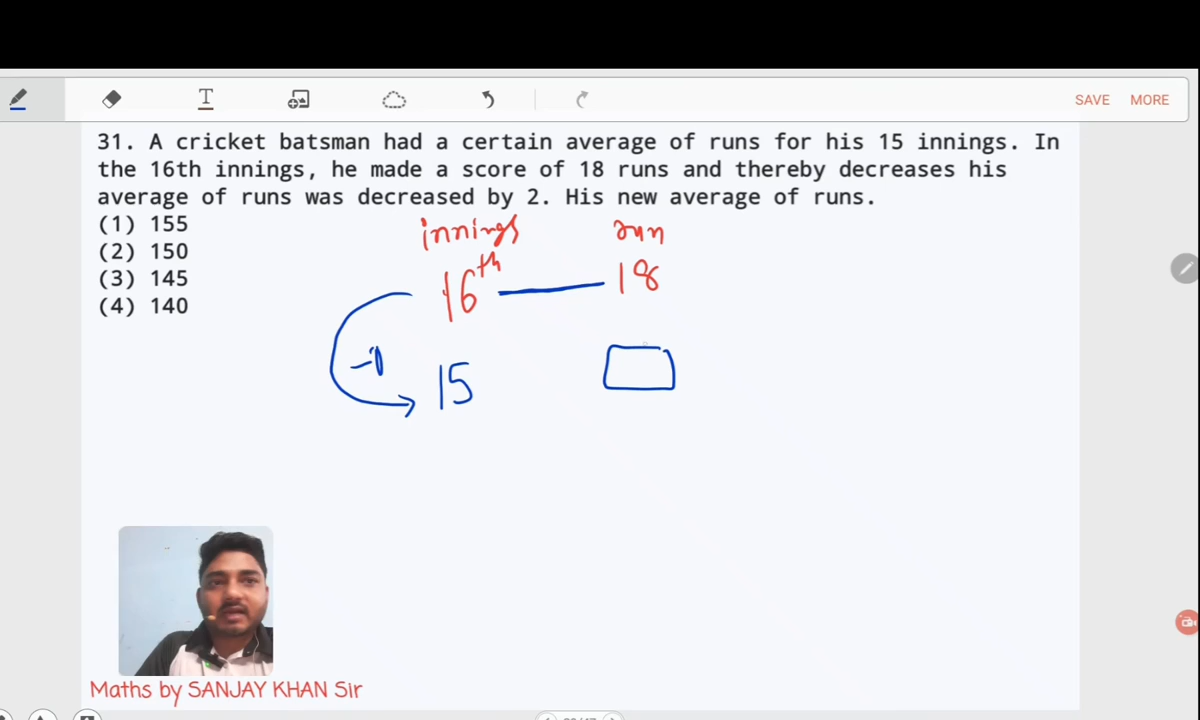 SAVE MORE
31. A cricket batsman had a certain average of runs for his 15 innings. In
the 16th innings, he made a score of 18 runs and thereby decreases his
average of runs was decreased by 2. His new average of runs.
(1) 155
(2) 150
(3) 145
(4) 140
innings run
16th 18
-1
15
Maths by SANJAY KHAN Sir